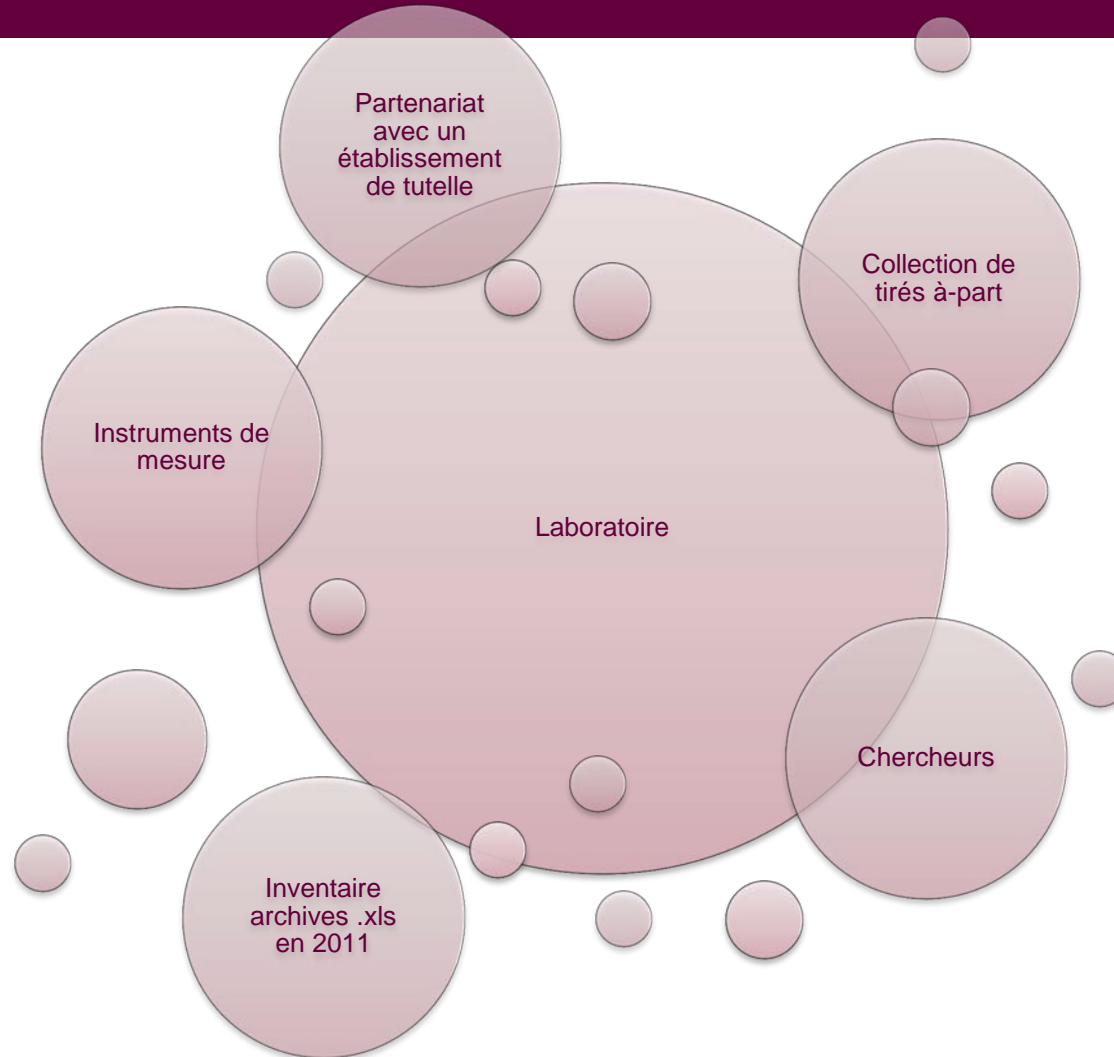 Partenariat
avec un
établissement
de tutelle
Collection de
tirés à-part
Instruments de
mesure
Laboratoire
Chercheurs
Inventaire
archives .xls
en 2011